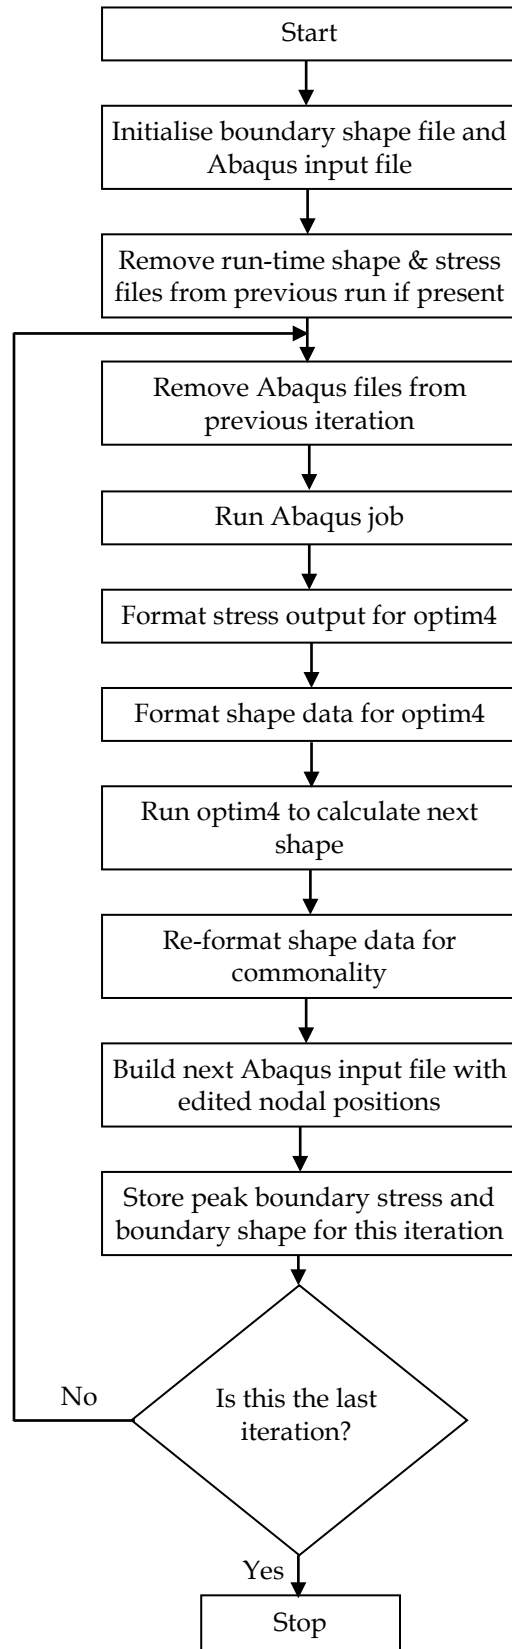 Start
Initialise boundary shape file and
Abaqus input file
Remove run-time shape & stress
files from previous run if present
Remove Abaqus files from
previous iteration
Run Abaqus job
Format stress output for optim4
Format shape data for optim4
Run optim4 to calculate next
shape
Re-format shape data for
commonality
Build next Abaqus input file with
edited nodal positions
Store peak boundary stress and
boundary shape for this iteration
No
Is this the last
iteration?
Yes
Stop